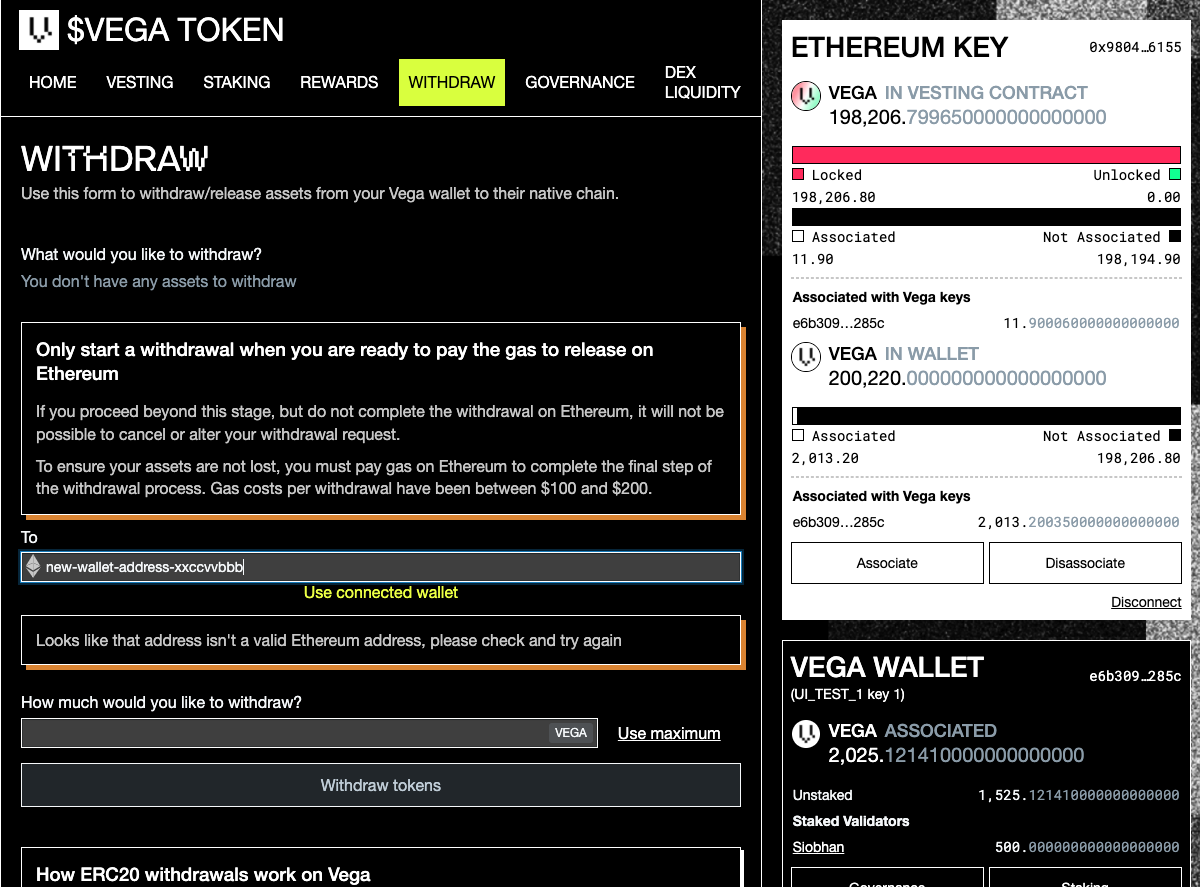 $VEGA TOKEN
HOME VESTING STAKING REWARDS WITHDRAW GOVERNANCE DEX LIQUIDITY
WITHDRAW
Use this form to withdraw/release assets from your Vega wallet to their native chain.
What would you like to withdraw?
You don't have any assets to withdraw
Only start a withdrawal when you are ready to pay the gas to release on
Ethereum
If you proceed beyond this stage, but do not complete the withdrawal on Ethereum, it will not be
possible to cancel or alter your withdrawal request.
To ensure your assets are not lost, you must pay gas on Ethereum to complete the final step of
the withdrawal process. Gas costs per withdrawal have been between $100 and $200.
To
new-wallet-address-xxccvvbbb
Use connected wallet
Looks like that address isn't a valid Ethereum address, please check and try again
How much would you like to withdraw?
VEGA Use maximum
Withdraw tokens
How ERC20 withdrawals work on Vega
ETHEREUM KEY 0x9804…6155
VEGA IN VESTING CONTRACT
198,206.799650000000000000
Locked Unlocked
198,206.80 0.00
Associated Not Associated
11.90 198,194.90
Associated with Vega keys
e6b309…285c 11.900060000000000000
VEGA IN WALLET
200,220.000000000000000000
Associated Not Associated
2,013.20 198,206.80
Associated with Vega keys
e6b309…285c 2,013.200350000000000000
Associate Disassociate
Disconnect
VEGA WALLET e6b309…285c
(UI_TEST_1 key 1)
VEGA ASSOCIATED
2,025.121410000000000000
Unstaked 1,525.121410000000000000
Staked Validators
Siobhan 500.000000000000000000
Governance Staking